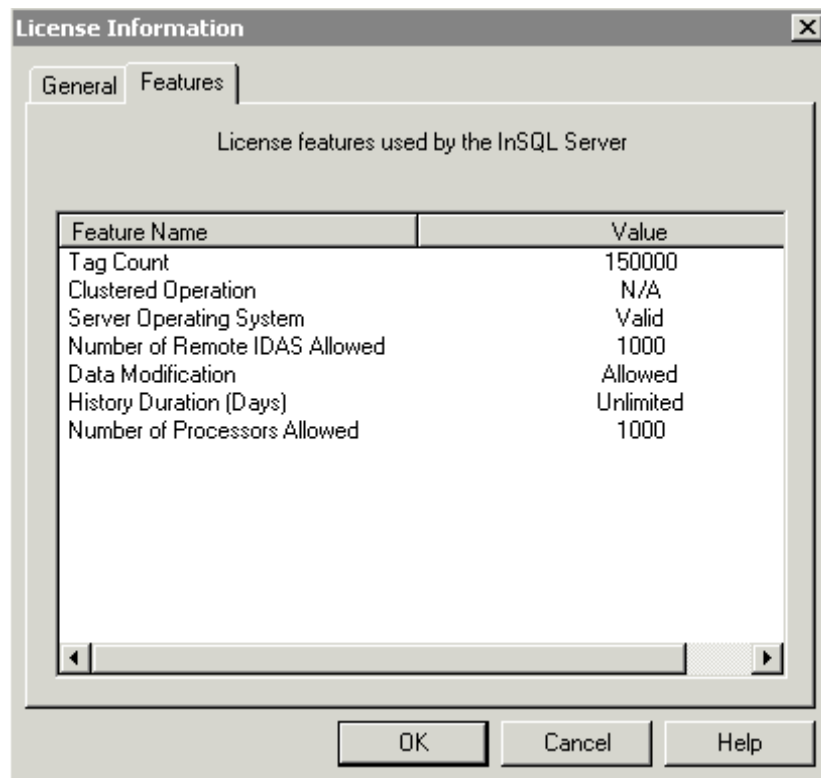 License Information
General Features
License features used by the InSQL Server
Feature Name Value
Tag Count 150000
Clustered Operation N/A
Server Operating System Valid
Number of Remote IDAS Allowed 1000
Data Modification Allowed
History Duration (Days) Unlimited
Number of Processors Allowed 1000
OK Cancel Help